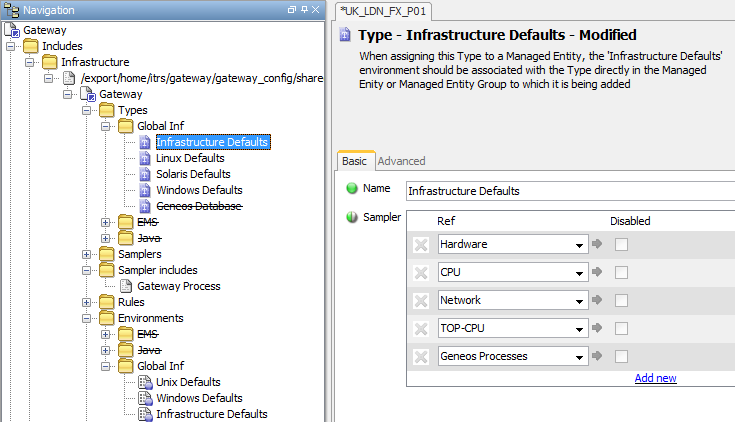 Navigation
Gateway
Includes
Infrastructure
/export/home/itrs/gateway/gateway_config/share
Gateway
Types
Global Inf
Infrastructure Defaults
Linux Defaults
Solaris Defaults
Windows Defaults
Geneos Database
EMS
Java
Samplers
Sampler includes
Gateway Process
Rules
Environments
EMS
Java
Global Inf
Unix Defaults
Windows Defaults
Infrastructure Defaults
*UK_LDN_FX_P01
Type - Infrastructure Defaults - Modified
When assigning this Type to a Managed Entity, the 'Infrastructure Defaults'
environment should be associated with the Type directly in the Managed
Enity or Managed Entity Group to which it is being added
Basic Advanced
Name Infrastructure Defaults
Sampler Ref Disabled
Hardware
CPU
Network
TOP-CPU
Geneos Processes
Add new